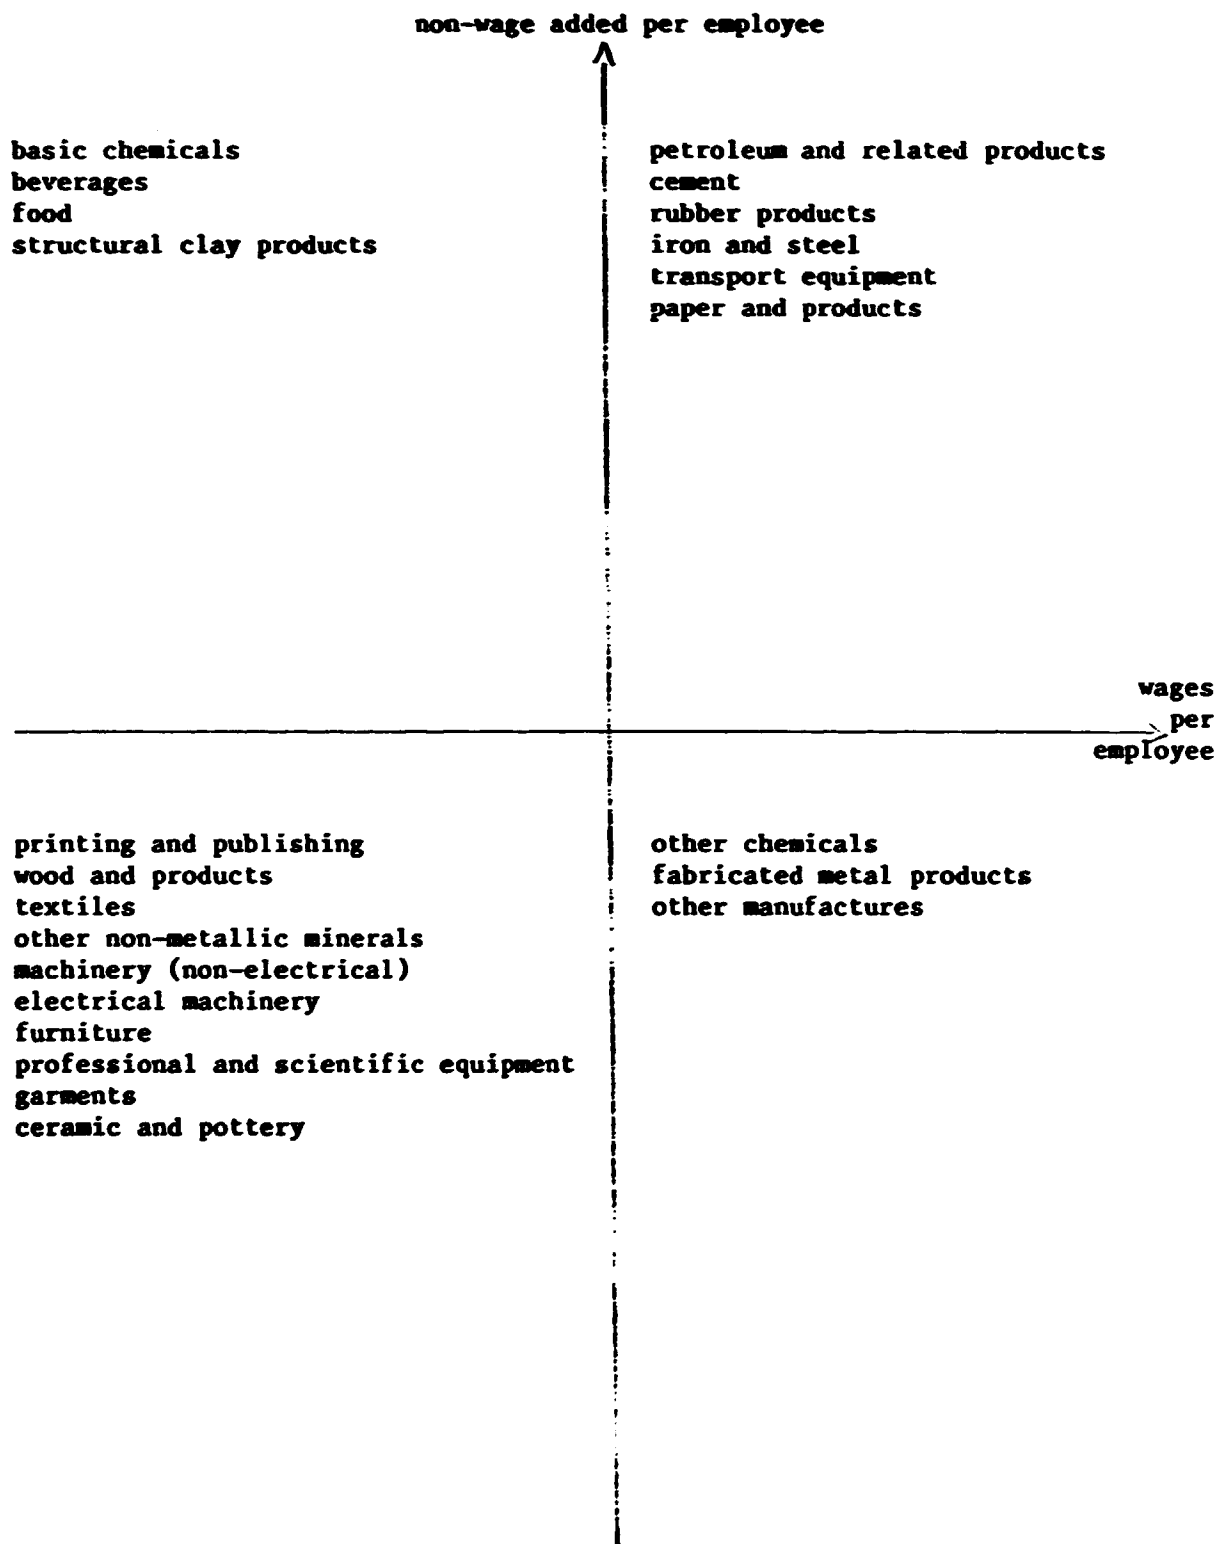 non-wage added per employee
basic chemicals
beverages
food
structural clay products
petroleum and related products
cement
rubber products
iron and steel
transport equipment
paper and products
wages
per
employee
printing and publishing
wood and products
textiles
other non-metallic minerals
machinery (non-electrical)
electrical machinery
furniture
professional and scientific equipment
garments
ceramic and pottery
other chemicals
fabricated metal products
other manufactures